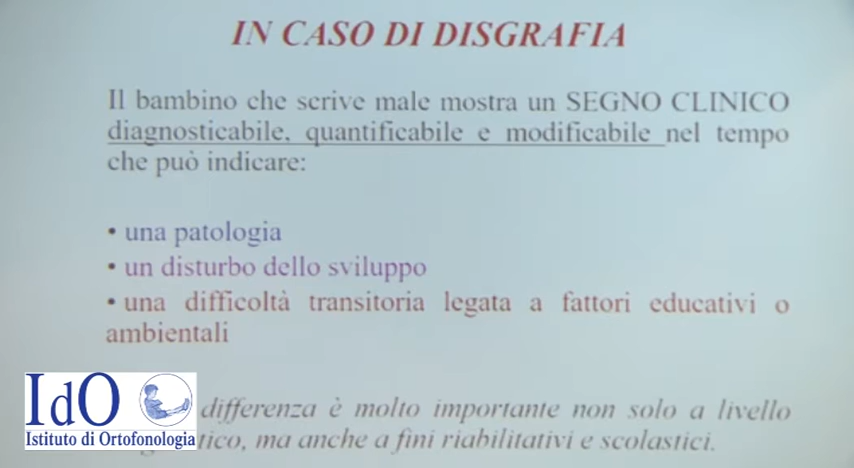 IN CASO DI DISGRAFIA
Il bambino che scrive male mostra un SEGNO CLINICO
diagnosticabile, quantificabile e modificabile nel tempo
che può indicare:
• una patologia
• un disturbo dello sviluppo
• una difficoltà transitoria legata a fattori educativi o
ambientali
differenza è molto importante non solo a livello
ma anche a fini riabilitativi e scolastici.
IdO
Istituto di Ortofonologia